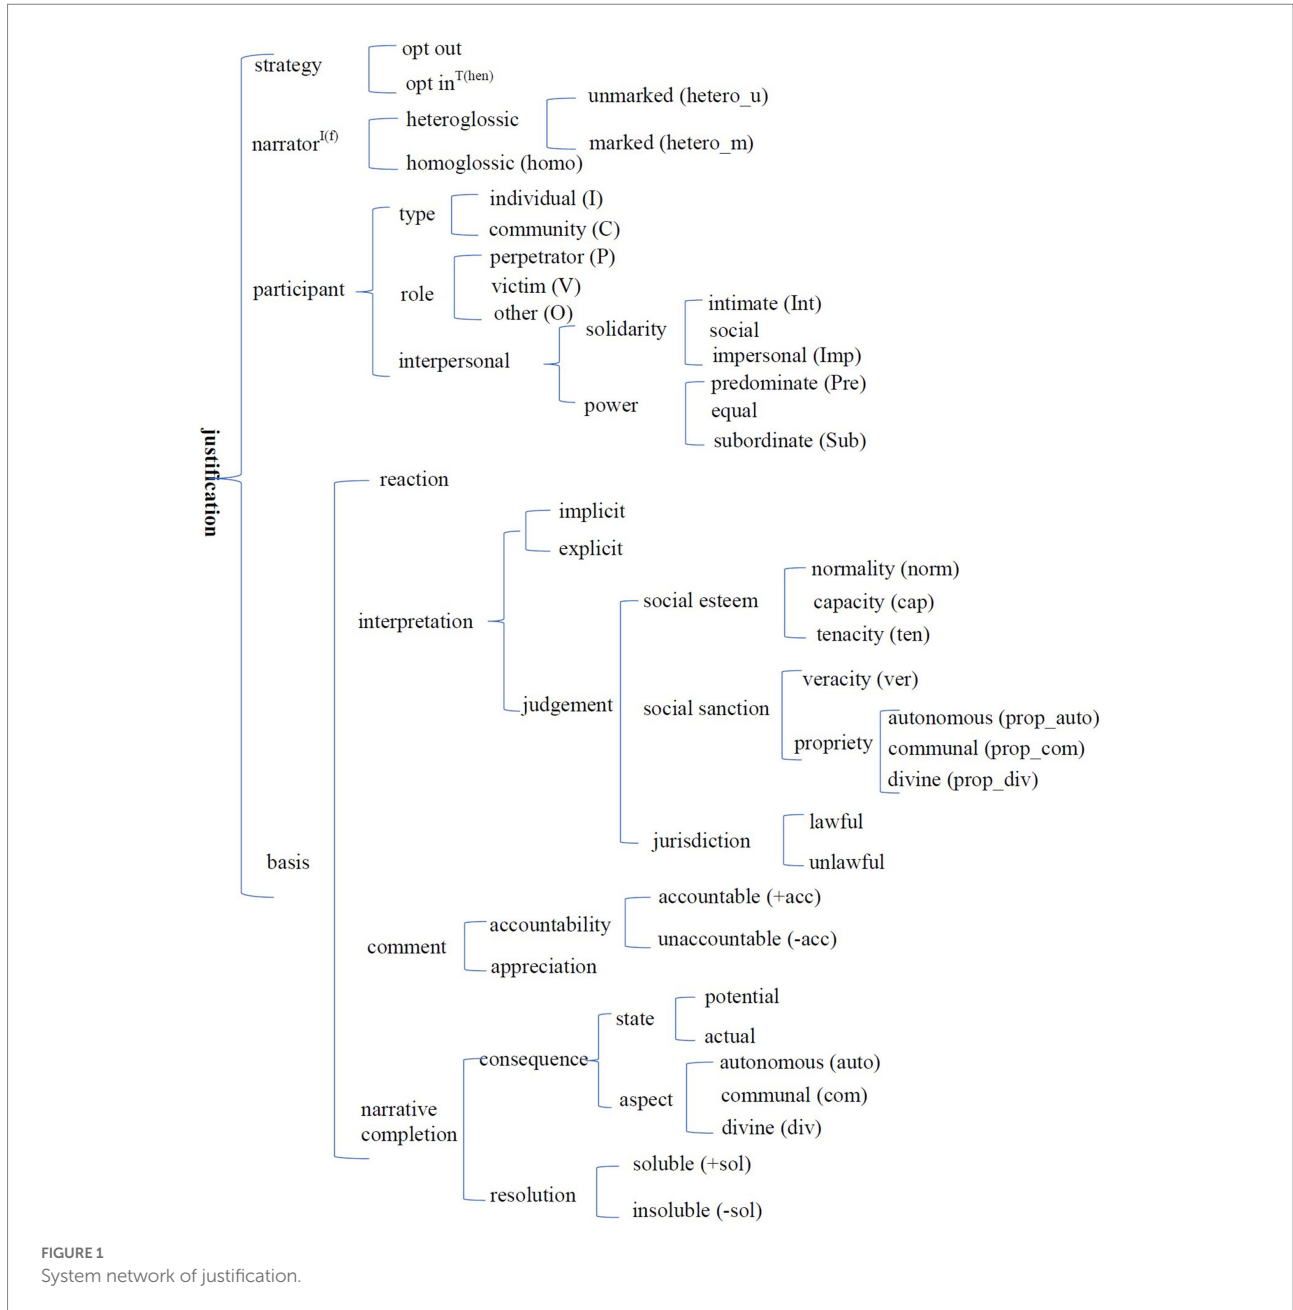 strategy
opt out
opt in^T(hen)
narrator^I(f)
heteroglossic
unmarked (hetero_u)
marked (hetero_m)
homoglossic (homo)
participant
type
individual (I)
community (C)
role
perpetrator (P)
victim (V)
other (O)
interpersonal
solidarity
intimate (Int)
social
impersonal (Imp)
power
predominate (Pre)
equal
subordinate (Sub)
justification
basis
reaction
interpretation
implicit
explicit
judgement
social esteem
normality (norm)
capacity (cap)
tenacity (ten)
social sanction
veracity (ver)
propriety
autonomous (prop_auto)
communal (prop_com)
divine (prop_div)
jurisdiction
lawful
unlawful
comment
accountability
accountable (+acc)
unaccountable (-acc)
appreciation
narrative
completion
consequence
state
potential
actual
aspect
autonomous (auto)
communal (com)
divine (div)
resolution
soluble (+sol)
insoluble (-sol)
FIGURE 1
System network of justification.